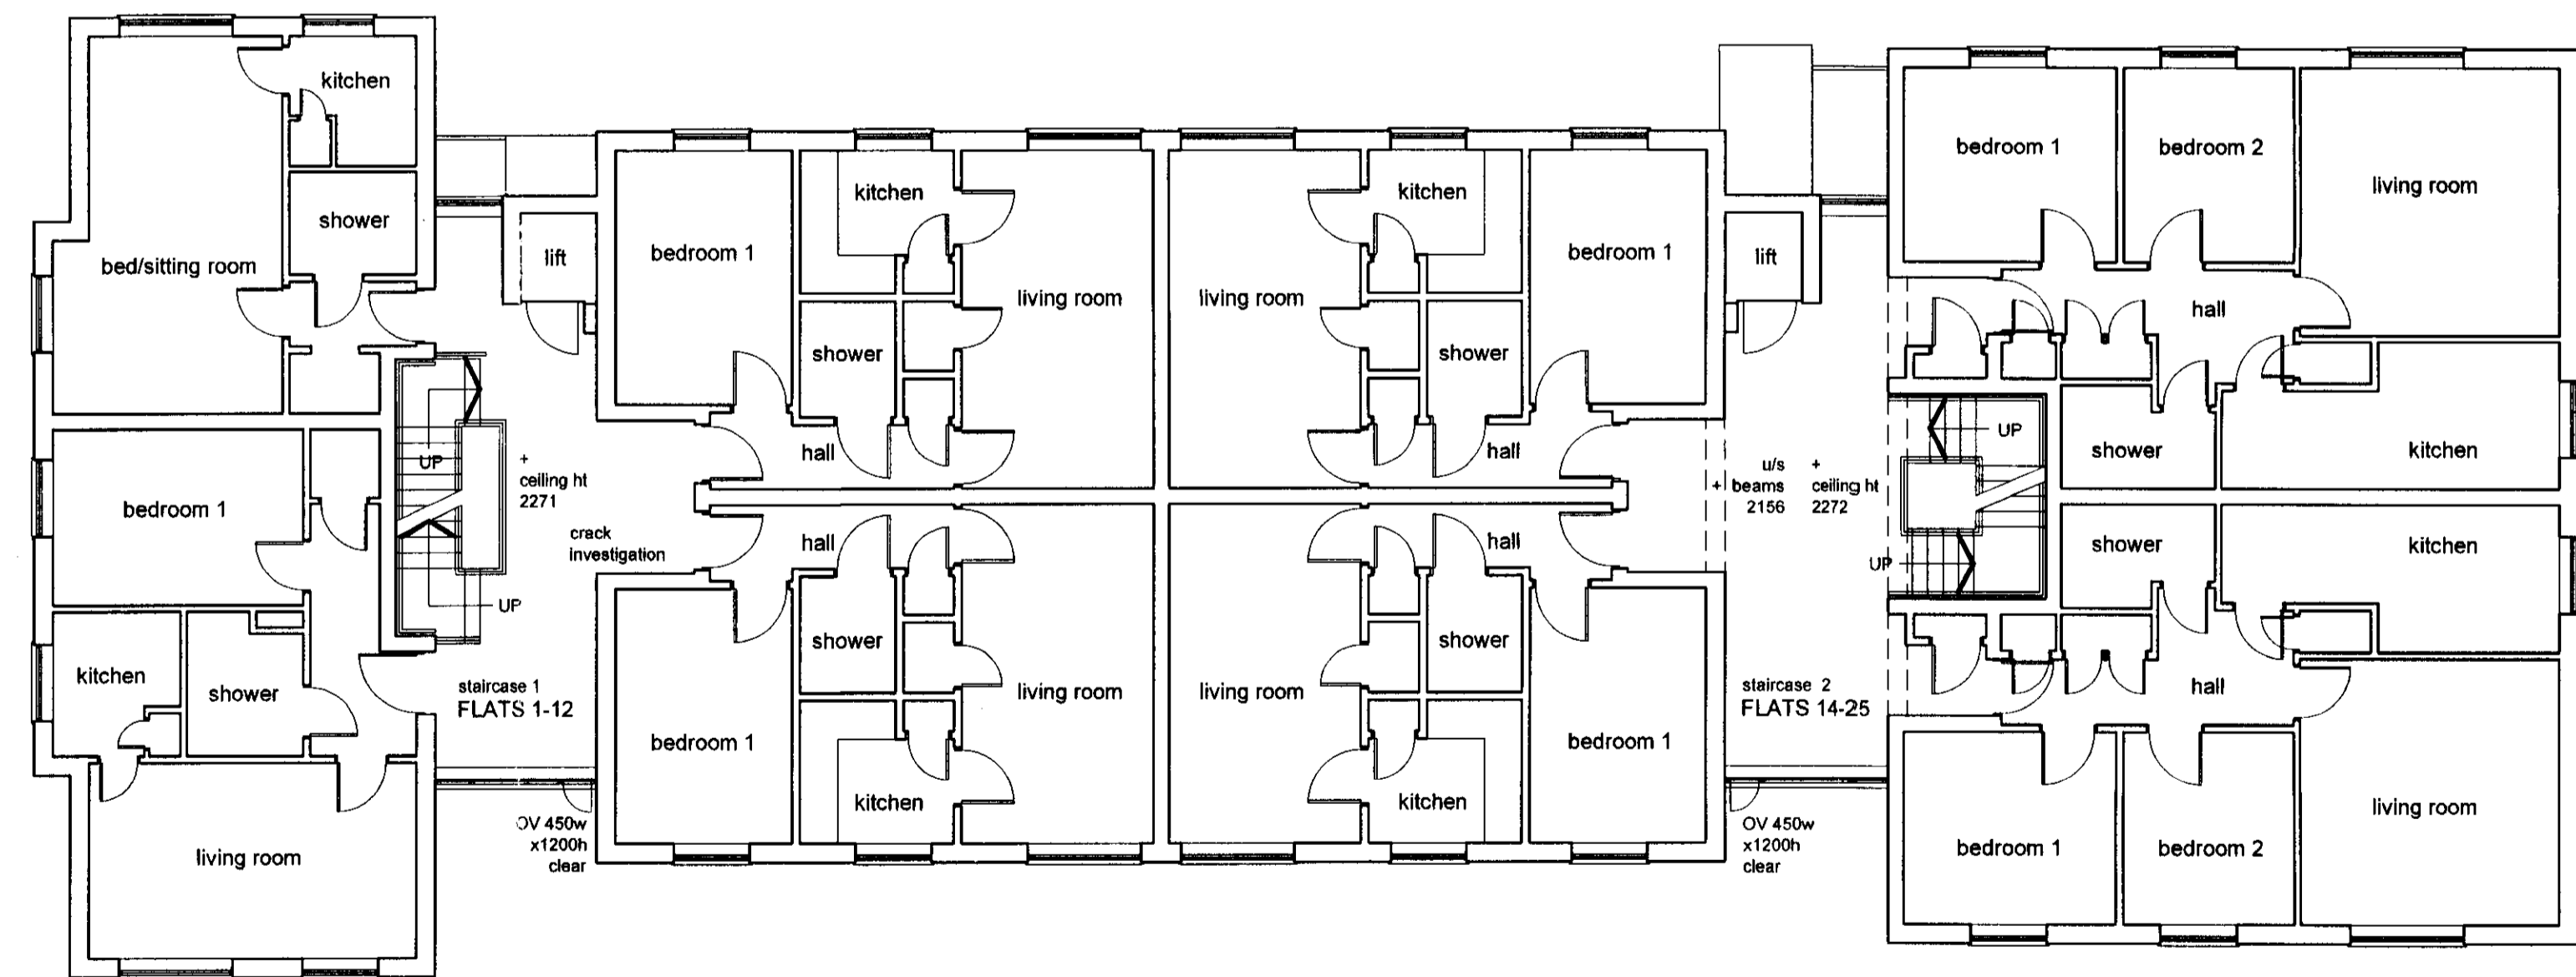 kitchen
shower
bed/sitting room
bedroom 1
kitchen
shower
living room
UP
UP
lift
+
ceiling ht
2271
crack
investigation
staircase 1
FLATS 1-12
OV 450w
x1200h
clear
bedroom 1
kitchen
shower
living room
hall
hall
shower
living room
bedroom 1
kitchen
living room
kitchen
shower
bedroom 1
hall
hall
living room
shower
kitchen
bedroom 1
lift
u/s
+ beams
2156
+
ceiling ht
2272
staircase 2
FLATS 14-25
OV 450w
x1200h
clear
UP
UP
bedroom 1
bedroom 2
living room
hall
shower
kitchen
shower
kitchen
hall
living room
bedroom 1
bedroom 2